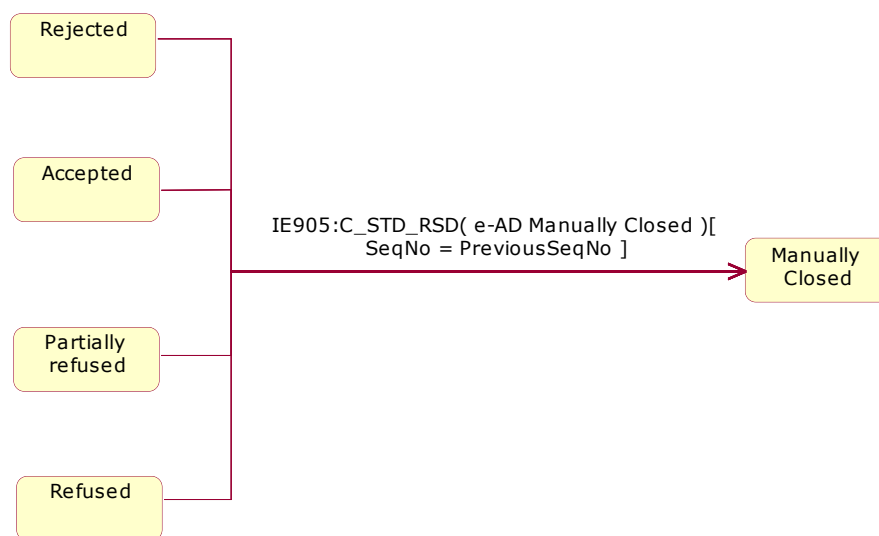 Rejected
Accepted
IE905:C_STD_RSD( e-AD Manually Closed )[
SeqNo = PreviousSeqNo ]
Manually
Closed
Partially
refused
Refused